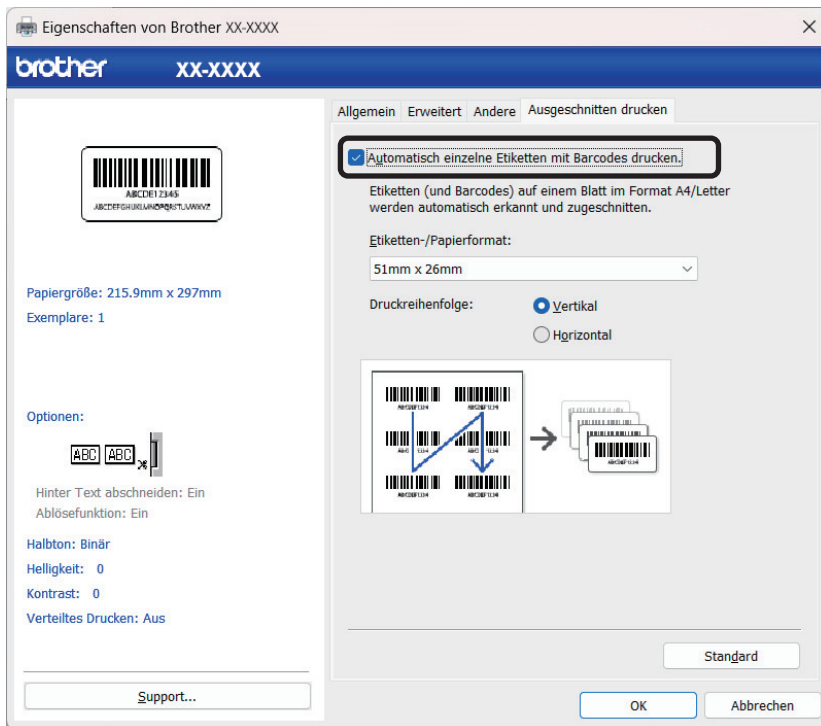 Eigenschaften von Brother XX-XXXX
brother XX-XXXX
Allgemein Erweitert Andere Ausgeschnitten drucken
Automatisch einzelne Etiketten mit Barcodes drucken.
Etiketten (und Barcodes) auf einem Blatt im Format A4/Letter
werden automatisch erkannt und zugeschnitten.
Etiketten-/Papierformat:
51mm x 26mm
Druckreihenfolge:
Vertikal
Horizontal
ABCDE12345
Papiergröße: 215.9mm x 297mm
Exemplare: 1
Optionen:
ABC ABC
Hinter Text abschneiden: Ein
Ablösefunktion: Ein
Halbton: Binär
Helligkeit: 0
Kontrast: 0
Verteiltes Drucken: Aus
Support...
Standard
OK Abbrechen